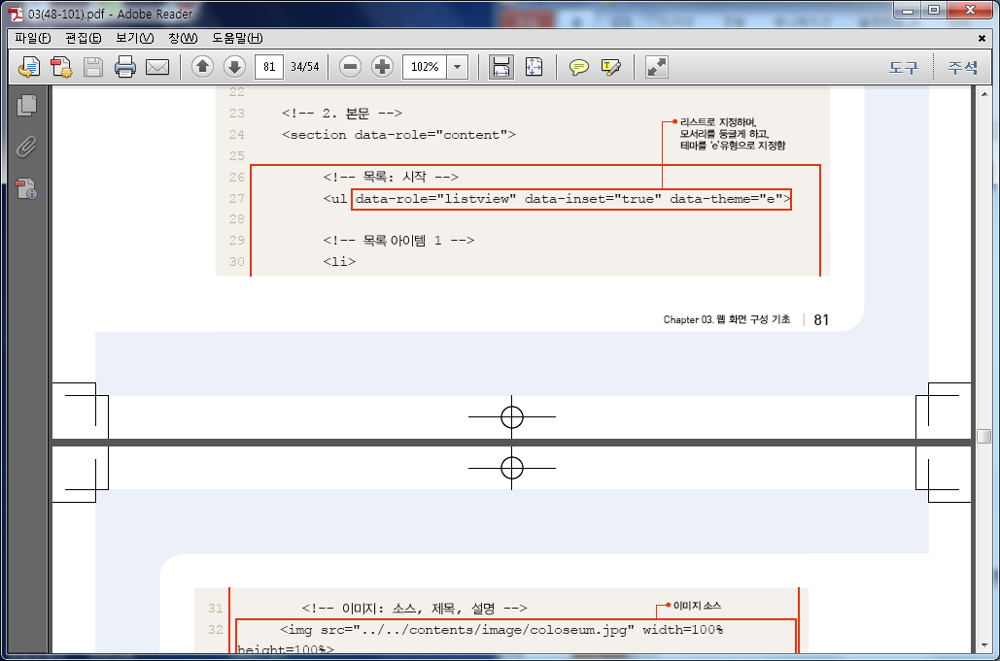 03(48-101).pdf - Adobe Reader
파일(F) 편집(E) 보기(V) 창(W) 도움말(H)
81 34/54 102% 도구 주석
22
23 <!-- 2. 본문 -->
24 <section data-role="content">
리스트로 지정하며,
모서리를 둥글게 하고,
테마를 'e'유형으로 지정함
25
26 <!-- 목록: 시작 -->
27 <ul data-role="listview" data-inset="true" data-theme="e">
28
29 <!-- 목록 아이템 1 -->
30 <li>
Chapter 03. 웹 화면 구성 기초 | 81
31 <!-- 이미지: 소스, 제목, 설명 -->
이미지 소스
32 <img src="../../contents/image/coloseum.jpg" width=100%
height=100%>